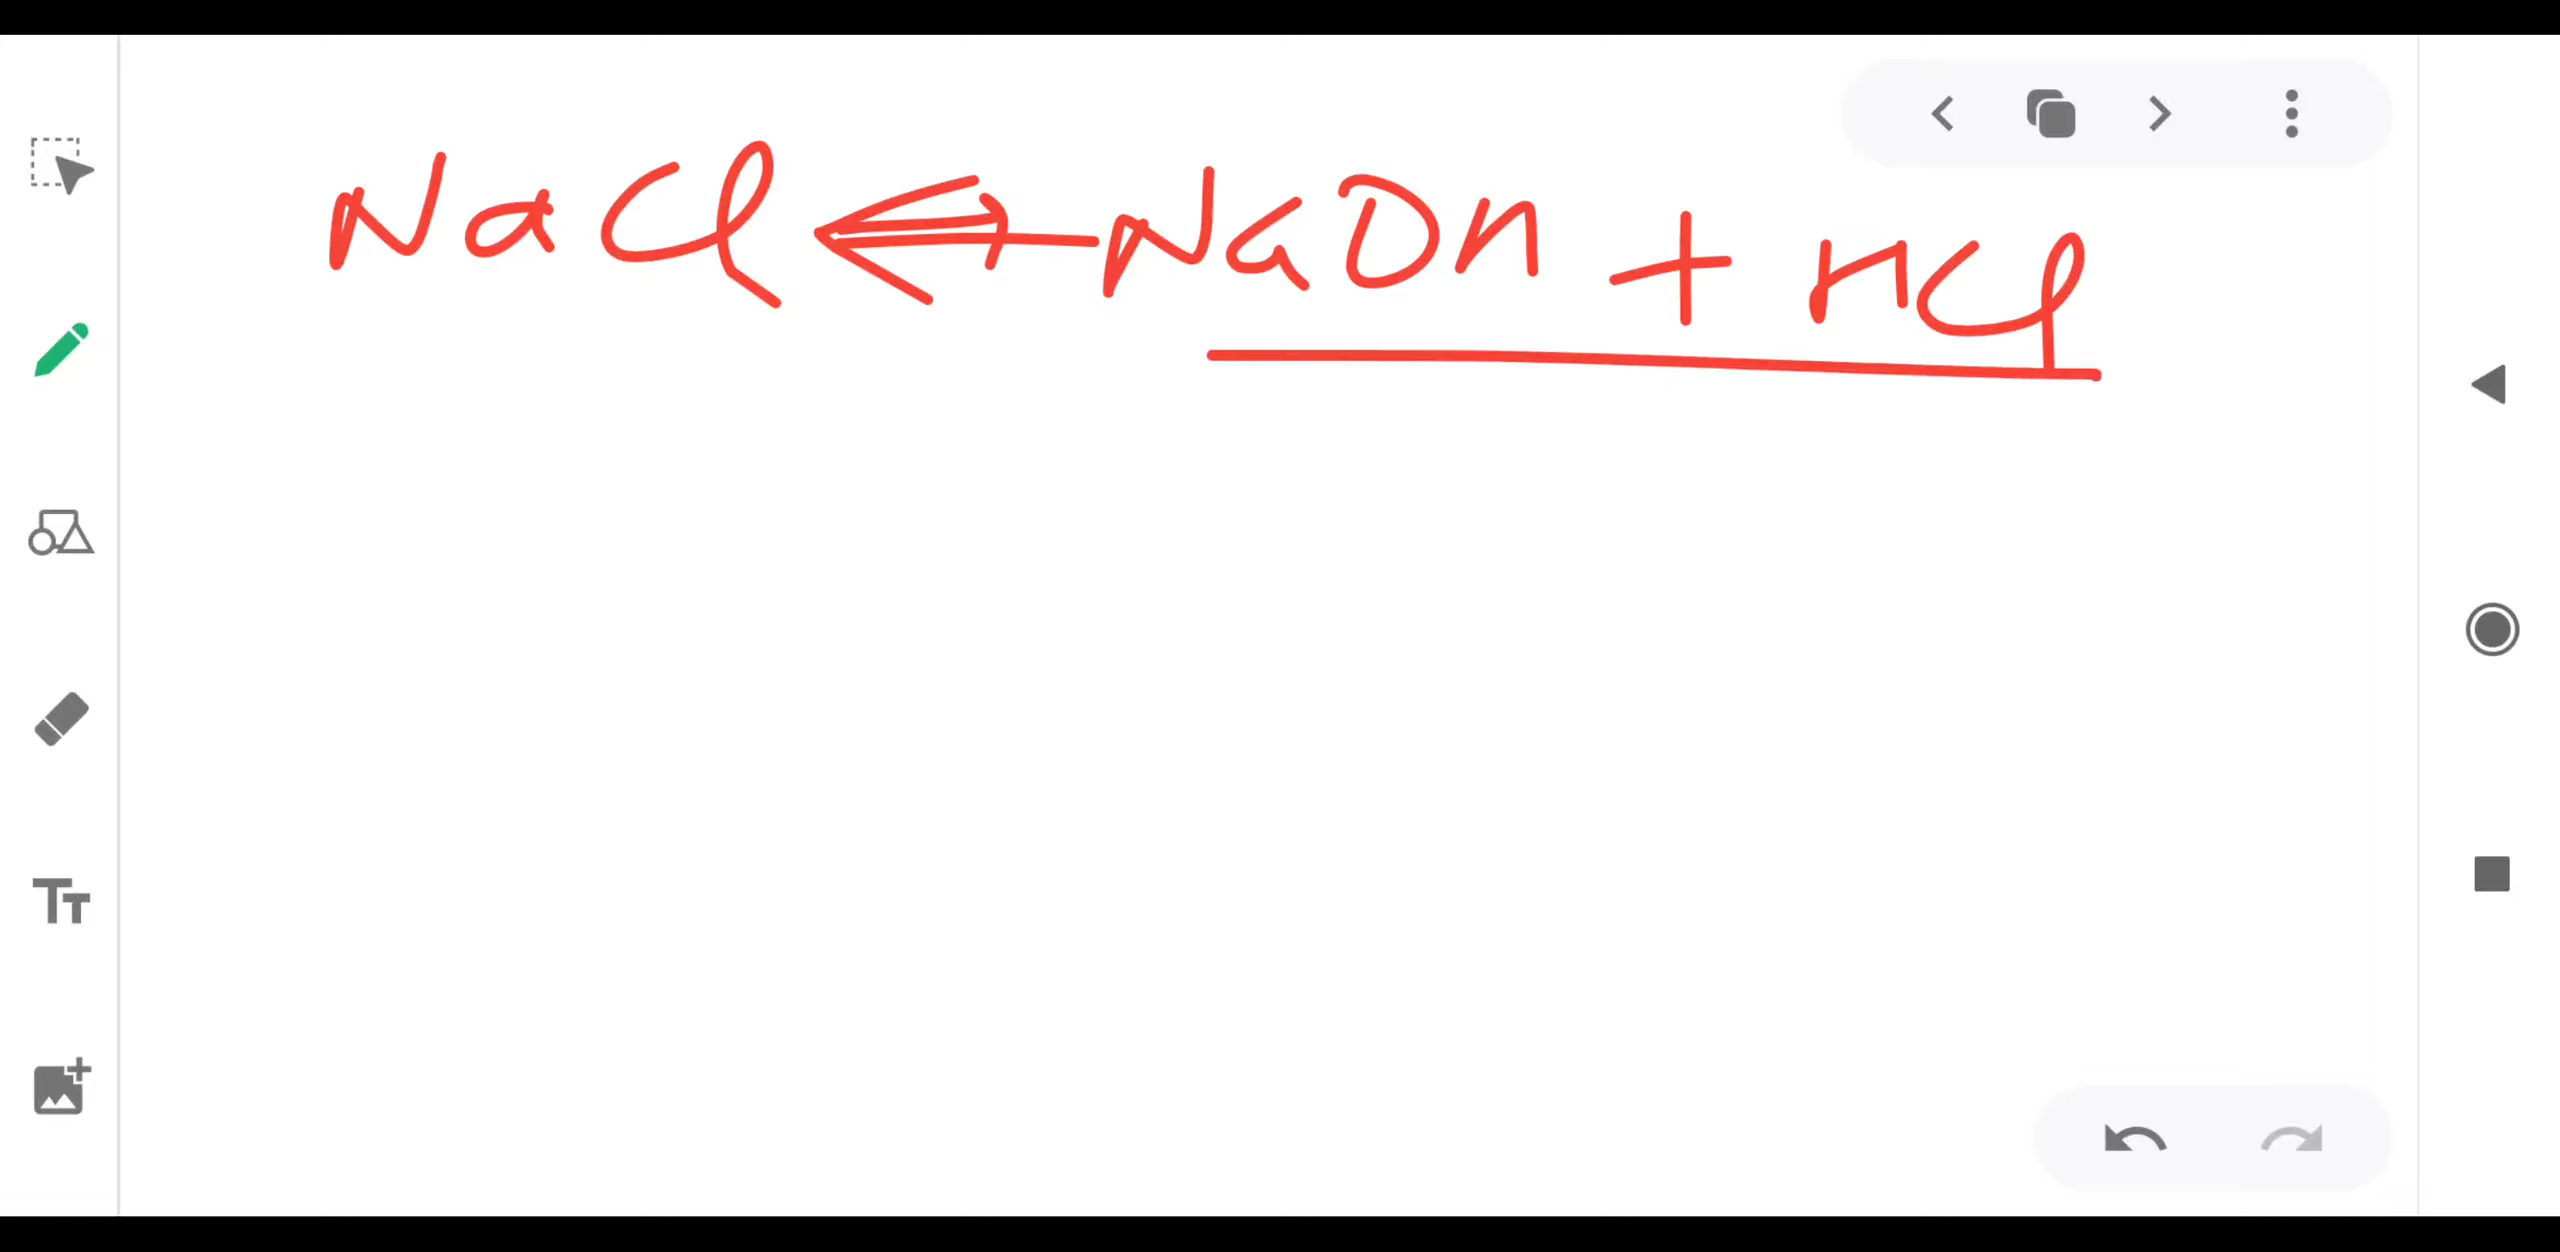 NaCl ⇐→ NaOH + HCl